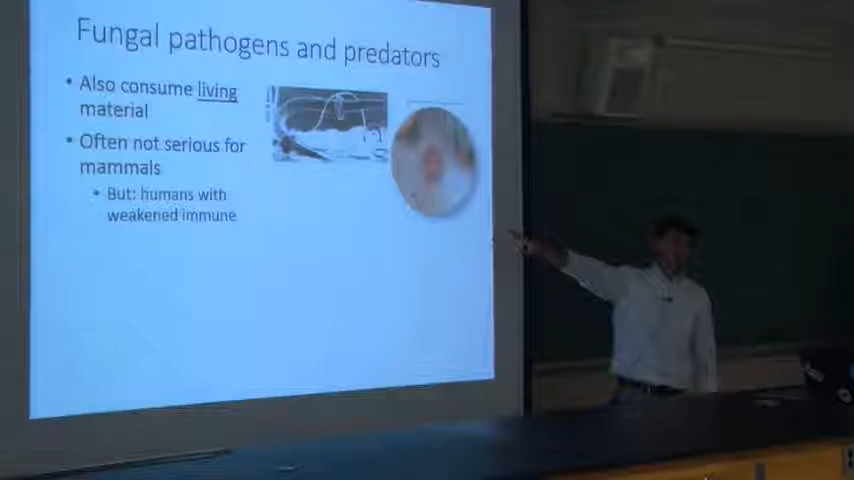 Fungal pathogens and predators
• Also consume living
material
• Often not serious for
mammals
• But: humans with
weakened immune